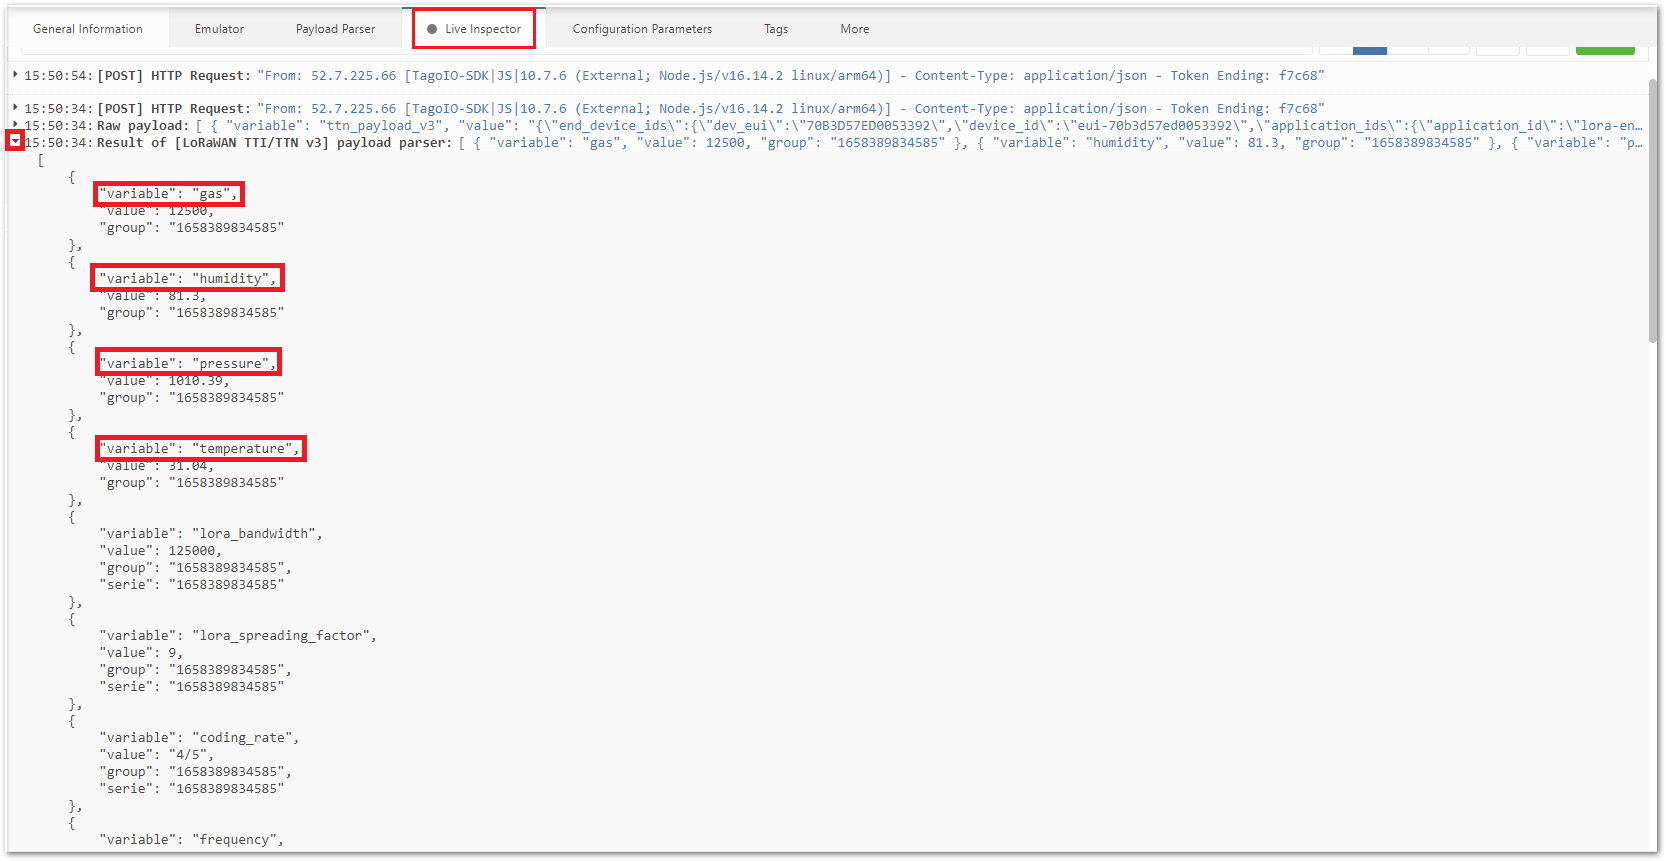 General Information Emulator Payload Parser Live Inspector Configuration Parameters Tags More
15:50:54: [POST] HTTP Request: "From: 52.7.225.66 [TagoIO-SDK|JS|10.7.6 (External; Node.js/v16.14.2 linux/arm64)] - Content-Type: application/json - Token Ending: f7c68"
15:50:34: [POST] HTTP Request: "From: 52.7.225.66 [TagoIO-SDK|JS|10.7.6 (External; Node.js/v16.14.2 linux/arm64)] - Content-Type: application/json - Token Ending: f7c68"
15:50:34: Raw payload: [ { "variable": "ttn_payload_v3", "value": "{\"end_device_ids\":{\"dev_eui\":\"70B3D57ED0053392\",\"device_id\":\"eui-70b3d57ed0053392\",\"application_ids\":{\"application_id\":\"lora-en…
15:50:34: Result of [LoRaWAN TTI/TTN v3] payload parser: [ { "variable": "gas", "value": 12500, "group": "1658389834585" }, { "variable": "humidity", "value": 81.3, "group": "1658389834585" }, { "variable": "p…
[
{
"variable": "gas",
"value": 12500,
"group": "1658389834585"
},
{
"variable": "humidity",
"value": 81.3,
"group": "1658389834585"
},
{
"variable": "pressure",
"value": 1010.39,
"group": "1658389834585"
},
{
"variable": "temperature",
"value": 31.04,
"group": "1658389834585"
},
{
"variable": "lora_bandwidth",
"value": 125000,
"group": "1658389834585",
"serie": "1658389834585"
},
{
"variable": "lora_spreading_factor",
"value": 9,
"group": "1658389834585",
"serie": "1658389834585"
},
{
"variable": "coding_rate",
"value": "4/5",
"group": "1658389834585",
"serie": "1658389834585"
},
{
"variable": "frequency",